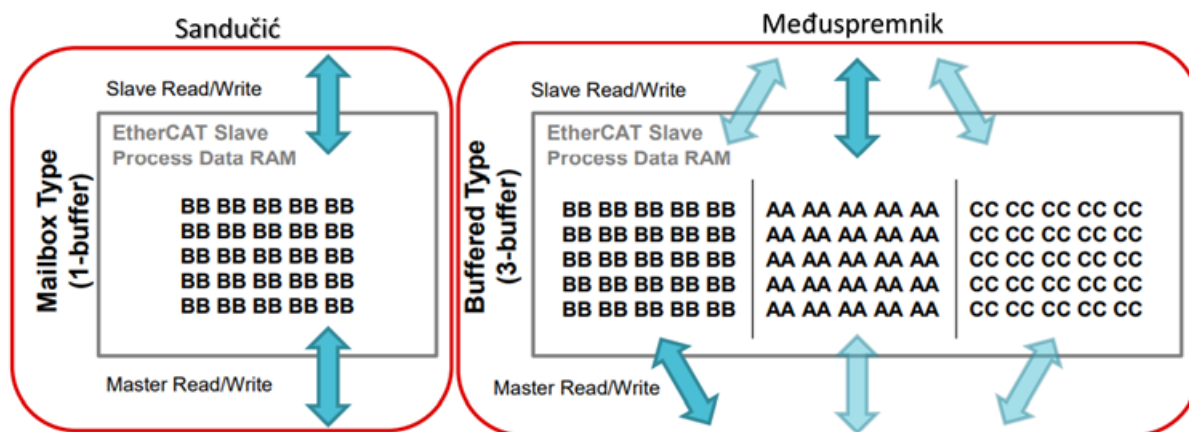 Sandučić
Slave Read/Write
EtherCAT Slave
Process Data RAM
Mailbox Type
(1-buffer)
BB BB BB BB BB
BB BB BB BB BB
BB BB BB BB BB
BB BB BB BB BB
BB BB BB BB BB
Master Read/Write
Međuspremnik
Slave Read/Write
EtherCAT Slave
Process Data RAM
Buffered Type
(3-buffer)
BB BB BB BB BB AA AA AA AA AA CC CC CC CC CC
BB BB BB BB BB AA AA AA AA AA CC CC CC CC CC
BB BB BB BB BB AA AA AA AA AA CC CC CC CC CC
BB BB BB BB BB AA AA AA AA AA CC CC CC CC CC
BB BB BB BB BB AA AA AA AA AA CC CC CC CC CC
Master Read/Write